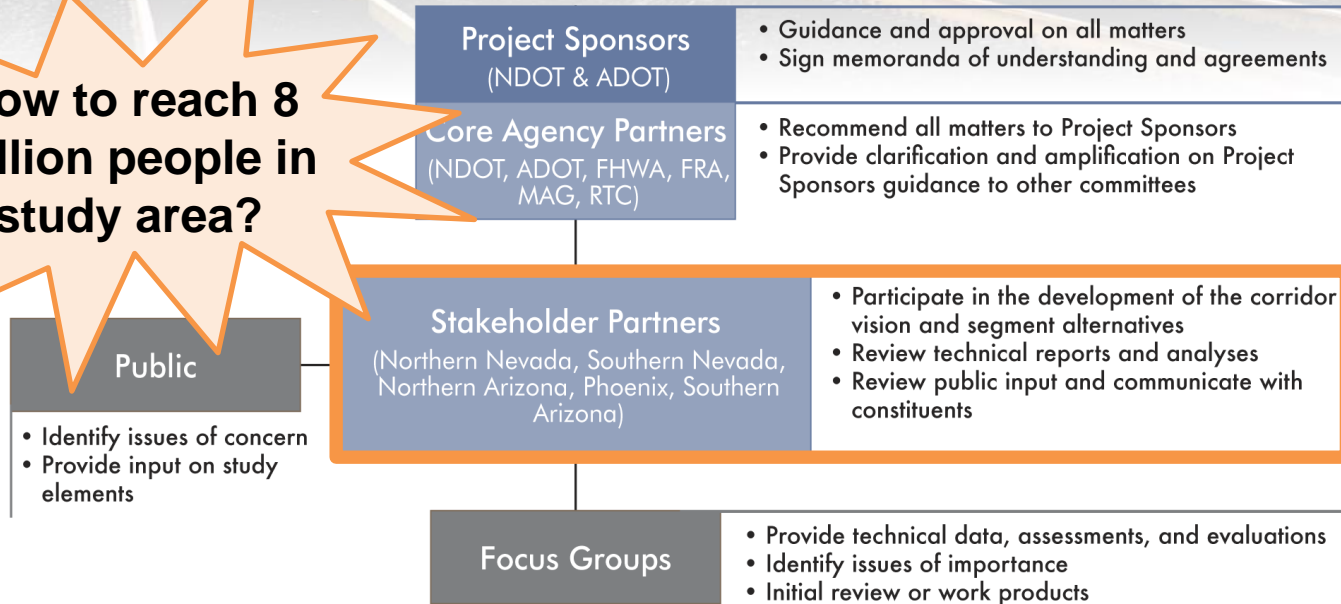 Project Sponsors
(NDOT & ADOT)
• Guidance and approval on all matters
• Sign memoranda of understanding and agreements
to reach 8
people in
study area?
Core Agency Partners
(NDOT, ADOT, FHWA, FRA,
MAG, RTC)
• Recommend all matters to Project Sponsors
• Provide clarification and amplification on Project
Sponsors guidance to other committees
Stakeholder Partners
(Northern Nevada, Southern Nevada,
Northern Arizona, Phoenix, Southern
Arizona)
• Participate in the development of the corridor
vision and segment alternatives
• Review technical reports and analyses
• Review public input and communicate with
constituents
Public
• Identify issues of concern
• Provide input on study
elements
Focus Groups
• Provide technical data, assessments, and evaluations
• Identify issues of importance
• Initial review or work products